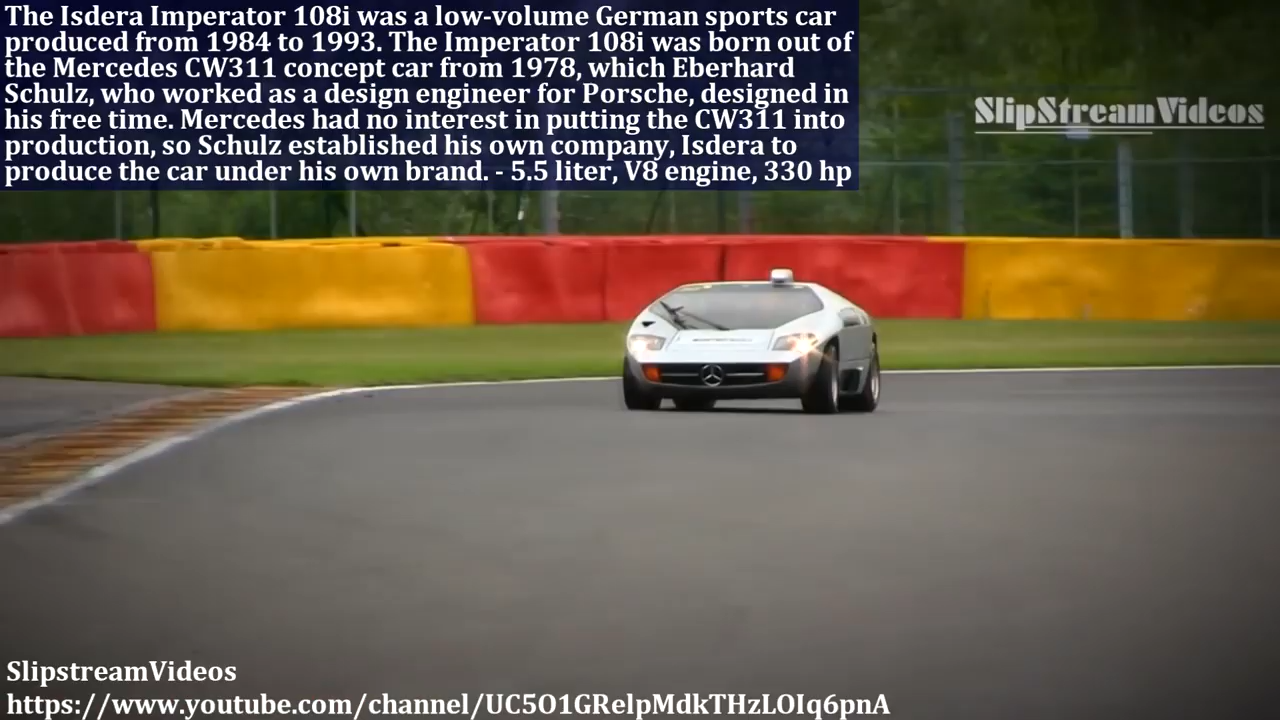 The Isdera Imperator 108i was a low-volume German sports car
produced from 1984 to 1993. The Imperator 108i was born out of
the Mercedes CW311 concept car from 1978, which Eberhard
Schulz, who worked as a design engineer for Porsche, designed in
his free time. Mercedes had no interest in putting the CW311 into
production, so Schulz established his own company, Isdera to
produce the car under his own brand. - 5.5 liter, V8 engine, 330 hp
SlipStreamVideos
SlipstreamVideos
https://www.youtube.com/channel/UC5O1GRelpMdkTHzLOIq6pnA